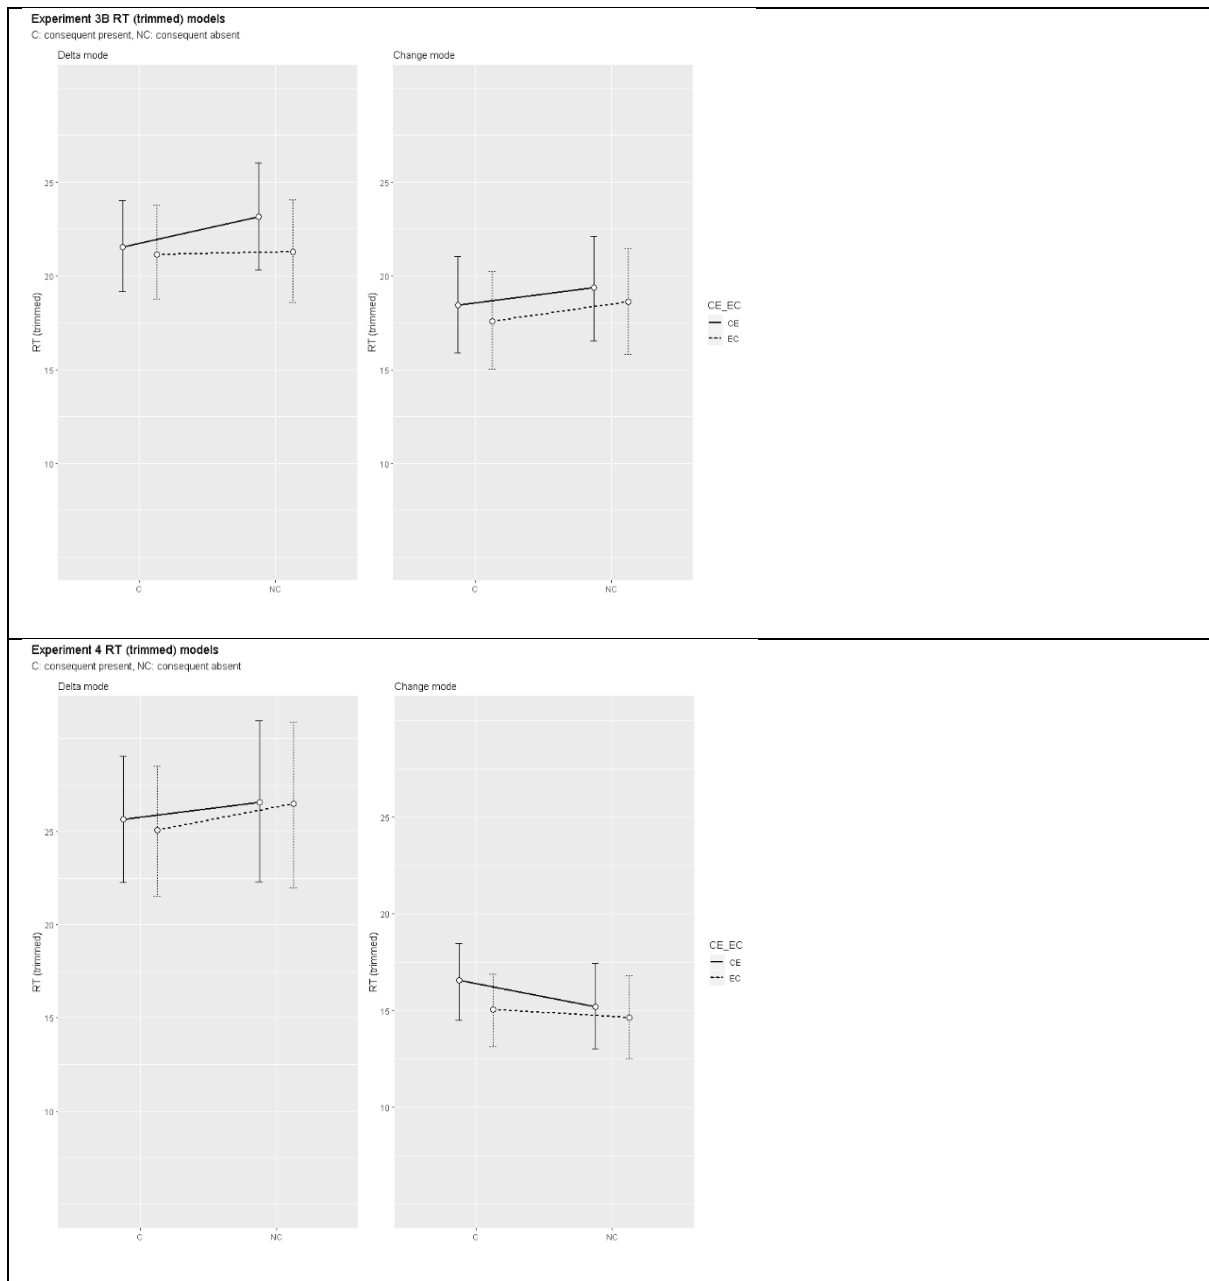 Experiment 3B RT (trimmed) models
C: consequent present, NC: consequent absent
Delta mode
Change mode
25
20
15
10
RT (trimmed)
C
NC
25
20
15
10
RT (trimmed)
C
NC
CE_EC
CE
EC
Experiment 4 RT (trimmed) models
C: consequent present, NC: consequent absent
Delta mode
Change mode
25
20
15
10
RT (trimmed)
C
NC
25
20
15
10
RT (trimmed)
C
NC
CE_EC
CE
EC